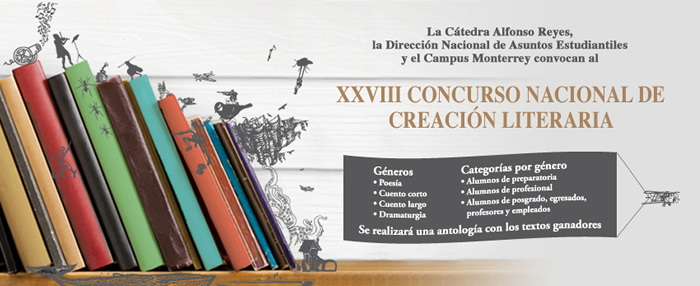 La Cátedra Alfonso Reyes,
la Dirección Nacional de Asuntos Estudiantiles
y el Campus Monterrey convocan al
XXVIII CONCURSO NACIONAL DE
CREACIÓN LITERARIA
Géneros
• Poesía
• Cuento corto
• Cuento largo
• Dramaturgia
Categorías por género
• Alumnos de preparatoria
• Alumnos de profesional
• Alumnos de posgrado, egresados,
profesores y empleados
Se realizará una antología con los textos ganadores